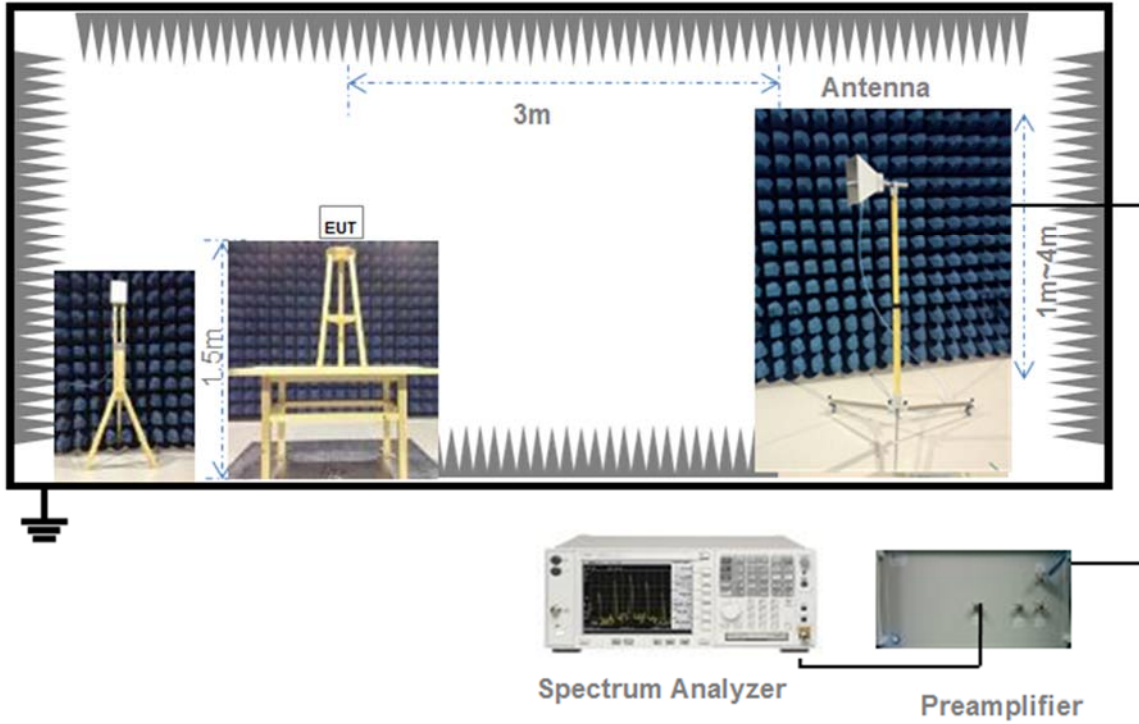 Antenna
3m
EUT
1.5m
1m~4m
Spectrum Analyzer
Preamplifier